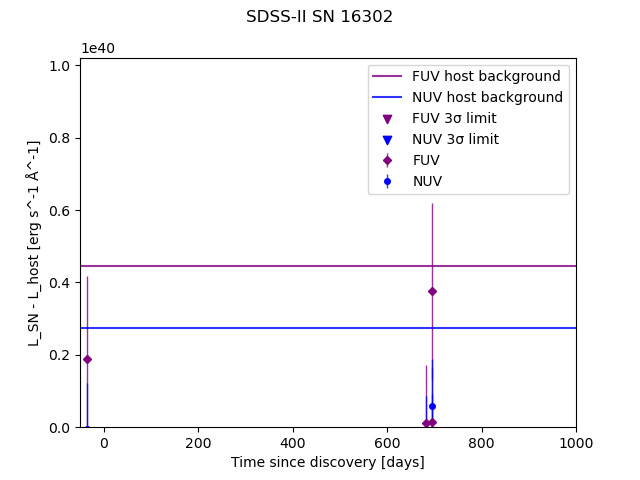 SDSS-II SN 16302
1e40
1.0
0.8
0.6
0.4
0.2
0.0
L_SN - L_host [erg s^-1 Å^-1]
FUV host background
NUV host background
FUV 3σ limit
NUV 3σ limit
FUV
NUV
0 200 400 600 800 1000
Time since discovery [days]